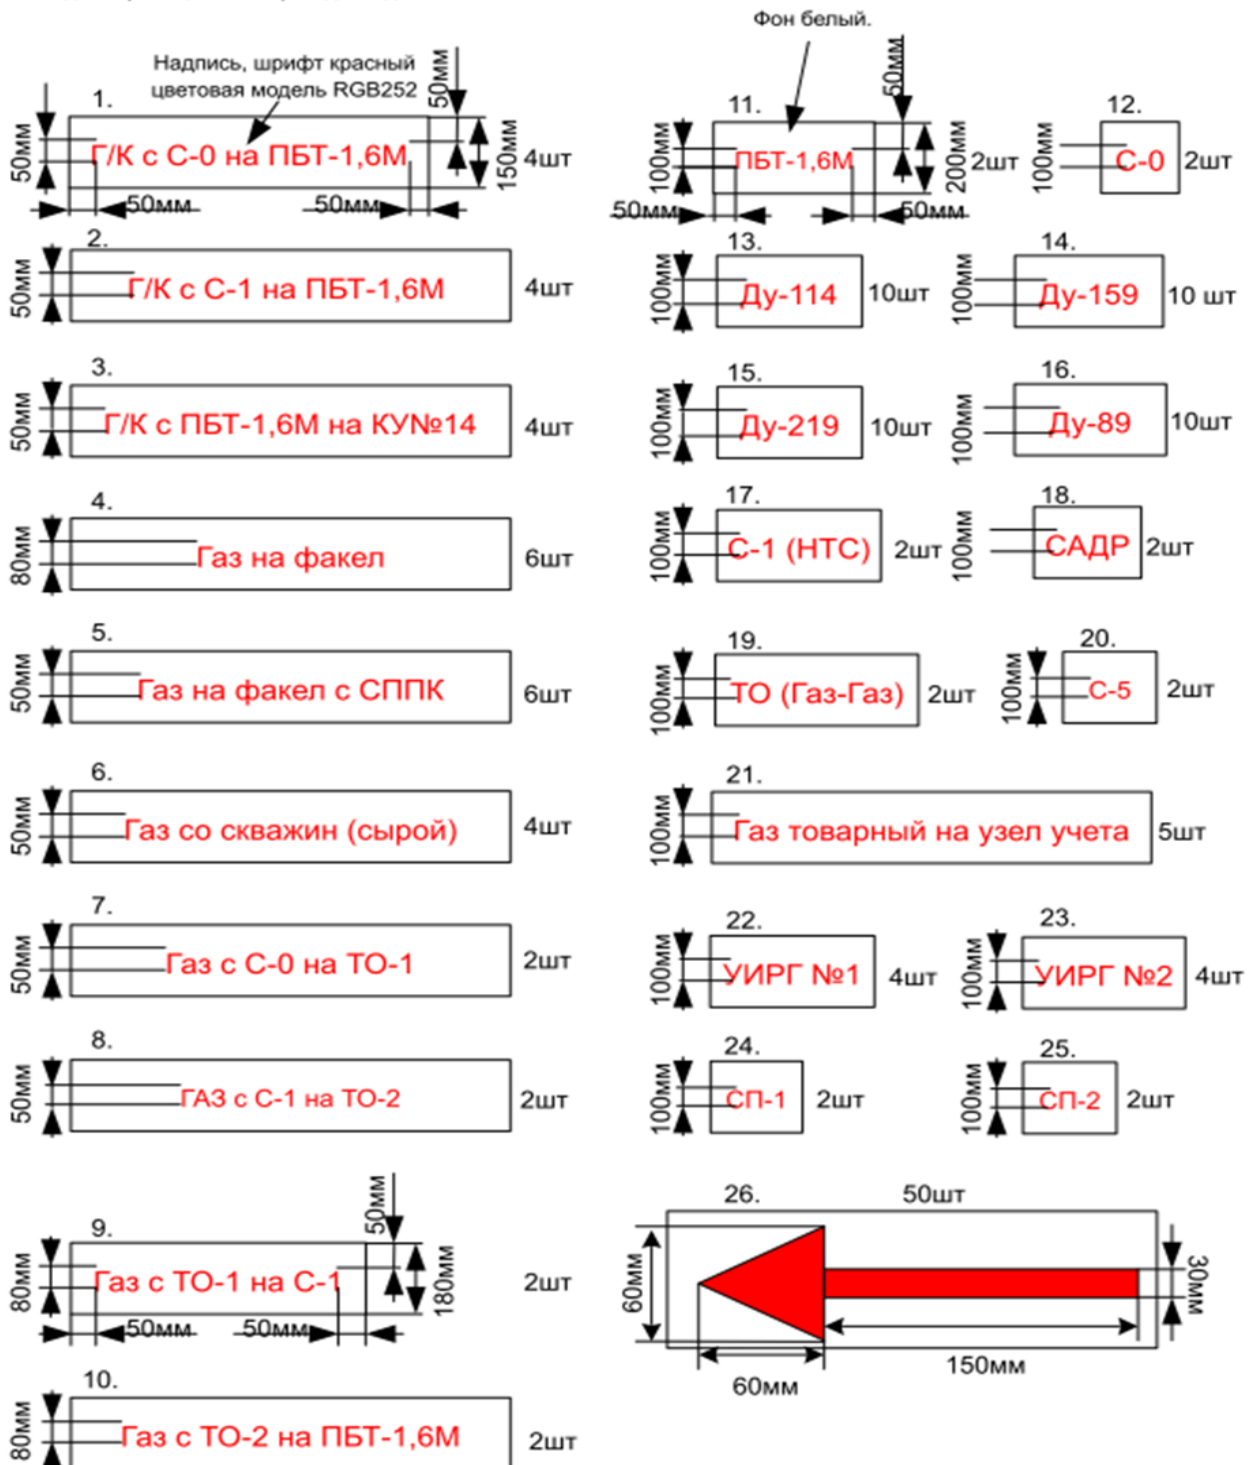 Фон белый.
Надпись, шрифт красный
цветовая модель RGB252
1.
50мм
Г/К с С-0 на ПБТ-1,6М
50мм
150мм
4шт
50мм
50мм
11.
100мм
ПБТ-1,6М
50мм
200мм
2шт
50мм
50мм
12.
100мм
С-0
2шт
2.
50мм
Г/К с С-1 на ПБТ-1,6М
4шт
13.
100мм
Ду-114
10шт
14.
100мм
Ду-159
10 шт
3.
50мм
Г/К с ПБТ-1,6М на КУ№14
4шт
15.
100мм
Ду-219
10шт
16.
100мм
Ду-89
10шт
4.
80мм
Газ на факел
6шт
17.
100мм
С-1 (НТС)
2шт
18.
100мм
САДР
2шт
5.
50мм
Газ на факел с СППК
6шт
19.
100мм
ТО (Газ-Газ)
2шт
20.
100мм
С-5
2шт
6.
50мм
Газ со скважин (сырой)
4шт
21.
100мм
Газ товарный на узел учета
5шт
7.
50мм
Газ с С-0 на ТО-1
2шт
22.
100мм
УИРГ №1
4шт
23.
100мм
УИРГ №2
4шт
8.
50мм
ГАЗ с С-1 на ТО-2
2шт
24.
100мм
СП-1
2шт
25.
100мм
СП-2
2шт
9.
80мм
Газ с ТО-1 на С-1
50мм
180мм
2шт
50мм
50мм
26.
50шт
60мм
30мм
150мм
60мм
10.
80мм
Газ с ТО-2 на ПБТ-1,6М
2шт